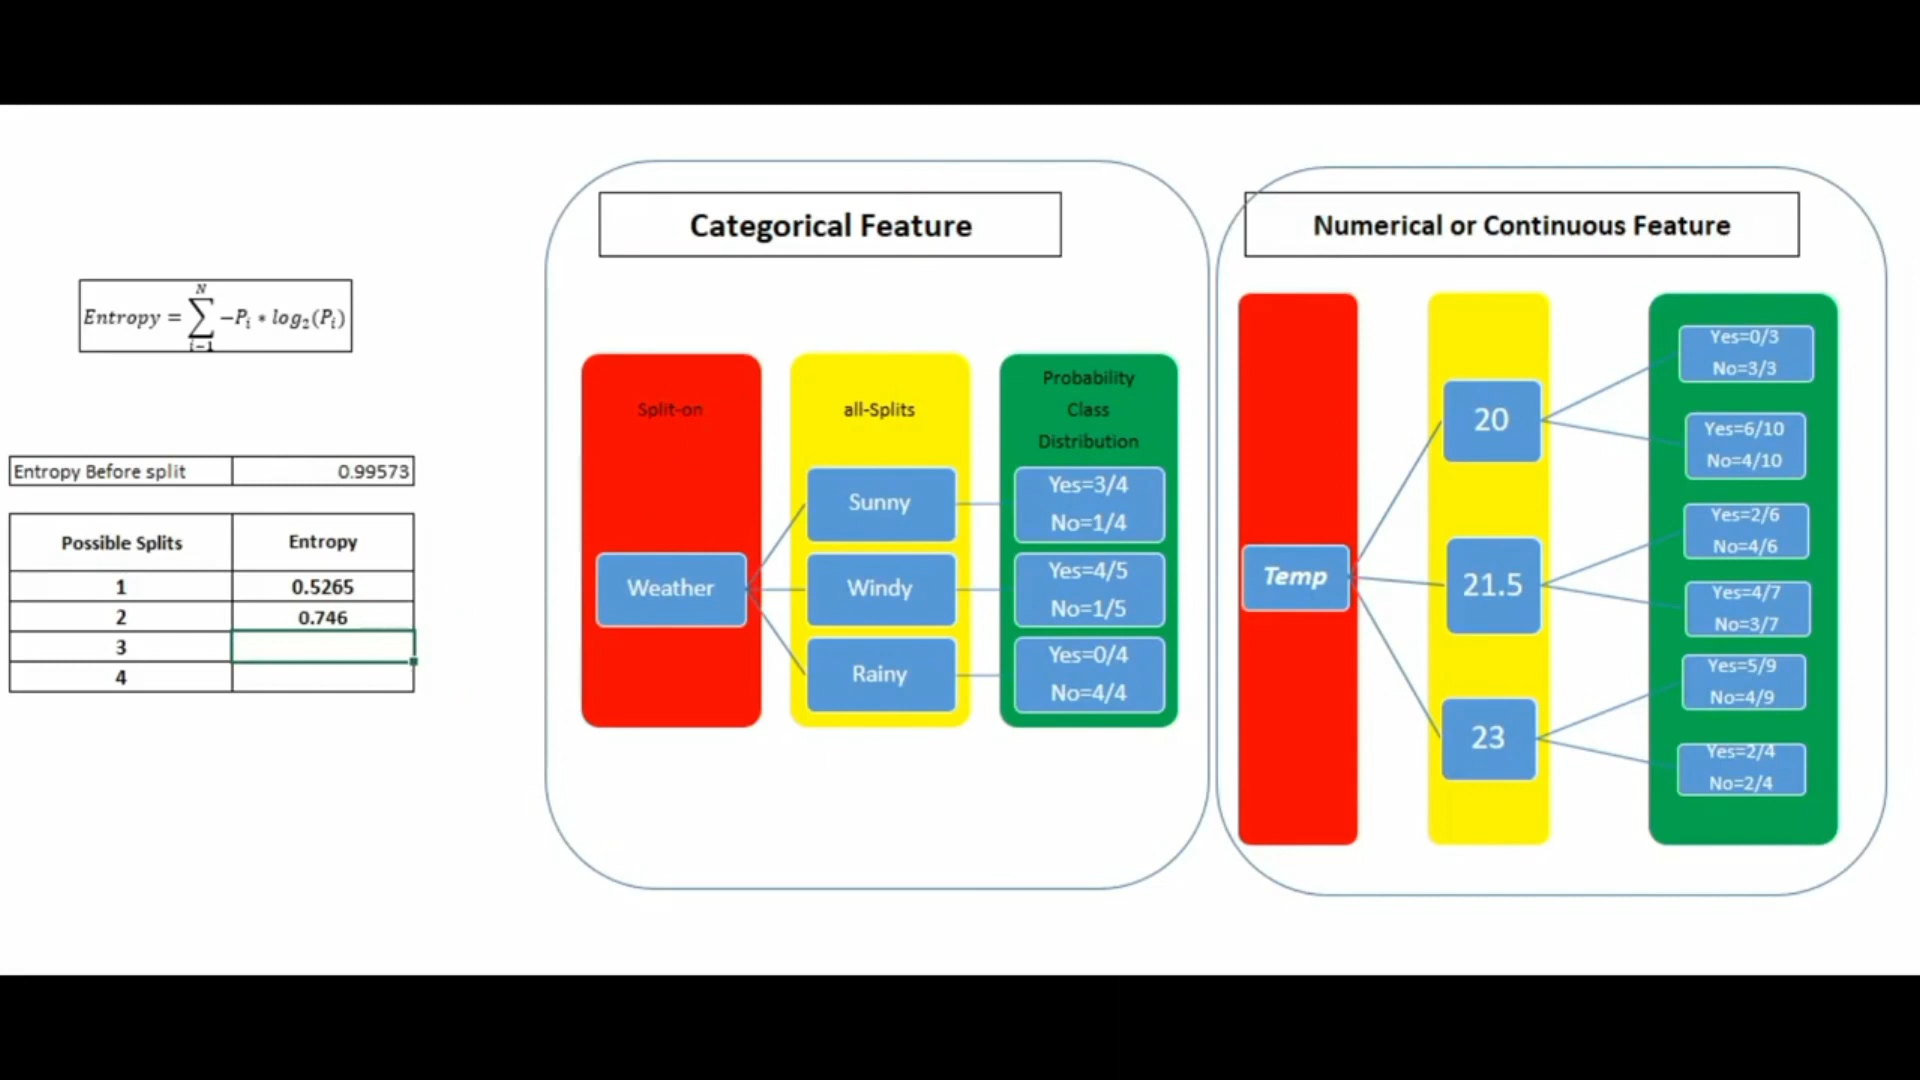 Categorical Feature
Numerical or Continuous Feature
Entropy = N ∑ i−1 −Pᵢ * log₂(Pᵢ)
Entropy Before split 0.99573
Possible Splits Entropy
1 0.5265
2 0.746
3
4
Split-on
all-Splits
Probability
Class
Distribution
Weather
Sunny
Yes=3/4
No=1/4
Windy
Yes=4/5
No=1/5
Rainy
Yes=0/4
No=4/4
Temp
20
Yes=0/3
No=3/3
Yes=6/10
No=4/10
21.5
Yes=2/6
No=4/6
Yes=4/7
No=3/7
23
Yes=5/9
No=4/9
Yes=2/4
No=2/4